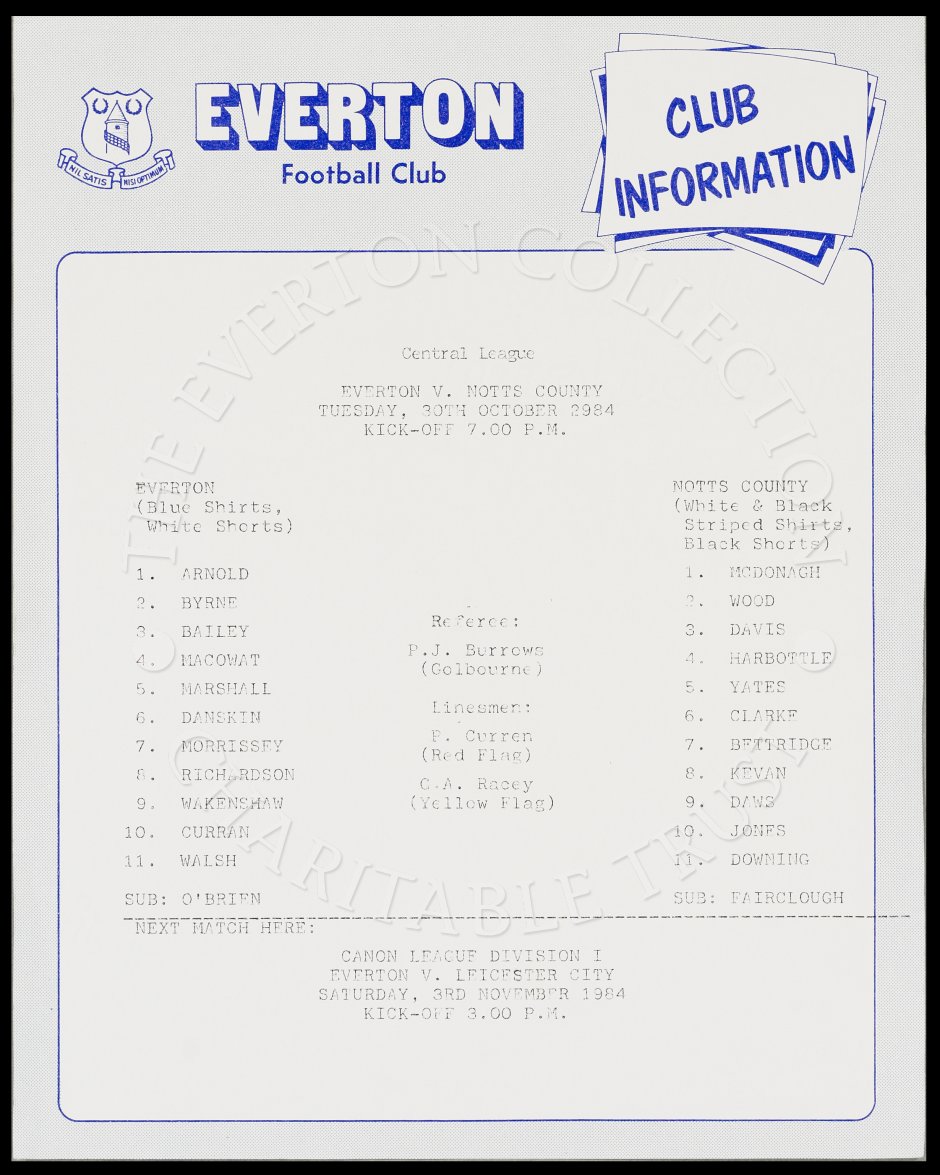 EVERTON
Football Club
NIL SATIS NISI OPTIMUM
CLUB
INFORMATION
THE EVERTON COLLECTION
CHARITABLE TRUST
Central League
EVERTON V. NOTTS COUNTY
TUESDAY, 30TH OCTOBER 2984
KICK-OFF 7.00 P.M.
EVERTON
(Blue Shirts,
White Shorts)
1. ARNOLD
2. BYRNE
3. BAILEY
4. MACOWAT
5. MARSHALL
6. DANSKIN
7. MORRISSEY
8. RICHARDSON
9. WAKENSHAW
10. CURRAN
11. WALSH
SUB: O'BRIEN
Referee:
P.J. Burrows
(Golbourne)
Linesmen:
P. Curren
(Red Flag)
G.A. Racey
(Yellow Flag)
NOTTS COUNTY
(White & Black
Striped Shirts,
Black Shorts)
1. MCDONAGH
2. WOOD
3. DAVIS
4. HARBOTTLE
5. YATES
6. CLARKE
7. BETTRIDGE
8. KEVAN
9. DAWS
10. JONES
11. DOWNING
SUB: FAIRCLOUGH
NEXT MATCH HERE:
CANON LEAGUE DIVISION I
EVERTON V. LEICESTER CITY
SATURDAY, 3RD NOVEMBER 1984
KICK-OFF 3.00 P.M.